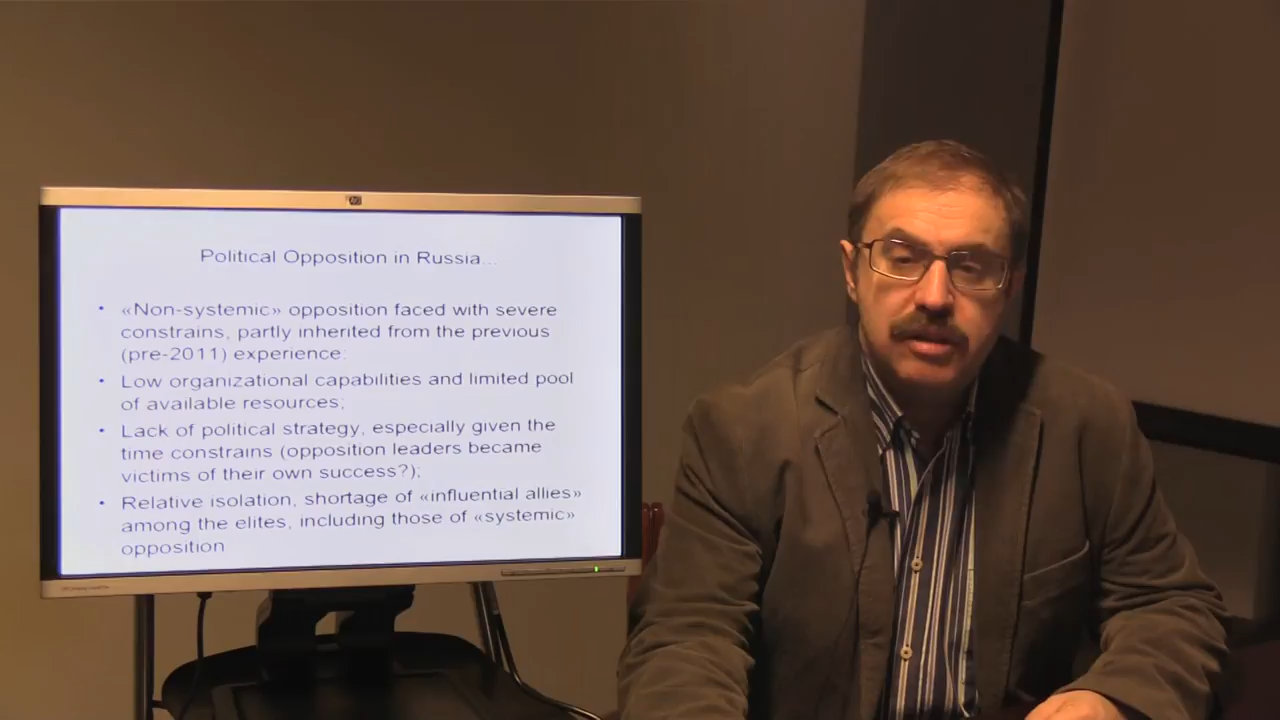 hp
Political Opposition in Russia...
• «Non-systemic» opposition faced with severe
constrains, partly inherited from the previous
(pre-2011) experience:
• Low organizational capabilities and limited pool
of available resources;
• Lack of political strategy, especially given the
time constrains (opposition leaders became
victims of their own success?);
• Relative isolation, shortage of «influential allies»
among the elites, including those of «systemic»
opposition